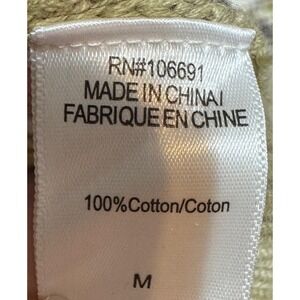 RN#106691
MADE IN CHINA/
FABRIQUE EN CHINE
100%Cotton/Coton
M